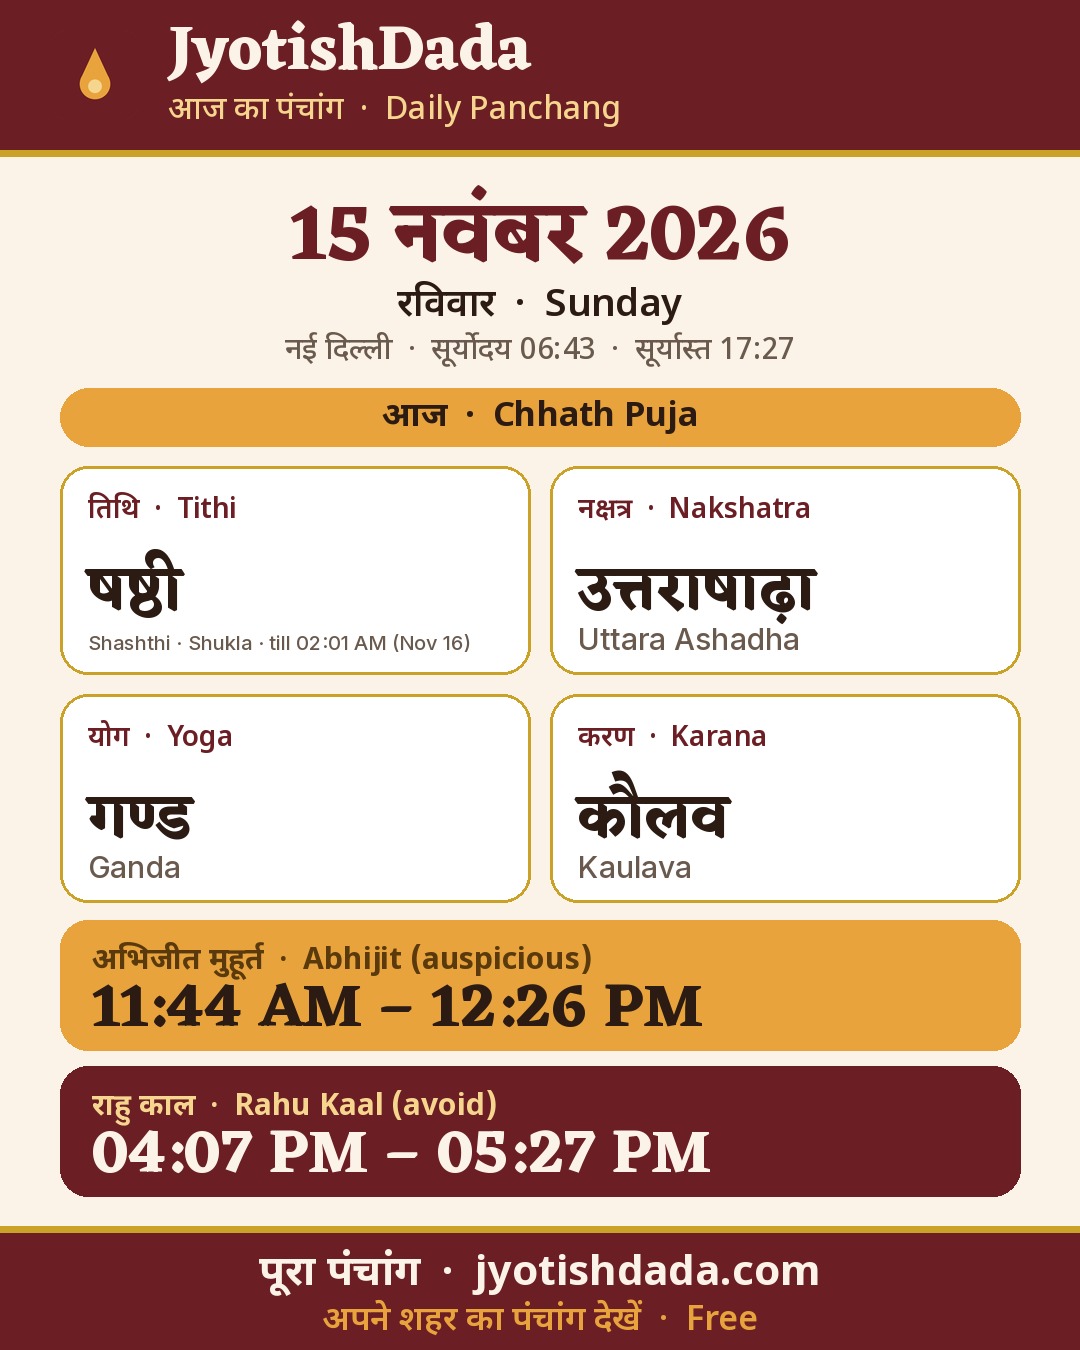 JyotishDada
आज का पंचांग · Daily Panchang
15 नवंबर 2026
रविवार · Sunday
नई दिल्ली · सूर्योदय 06:43 · सूर्यास्त 17:27
आज · Chhath Puja
तिथि · Tithi
षष्ठी
Shashthi · Shukla · till 02:01 AM (Nov 16)
नक्षत्र · Nakshatra
उत्तराषाढ़ा
Uttara Ashadha
योग · Yoga
गण्ड
Ganda
करण · Karana
कौलव
Kaulava
अभिजीत मुहूर्त · Abhijit (auspicious)
11:44 AM – 12:26 PM
राहु काल · Rahu Kaal (avoid)
04:07 PM – 05:27 PM
पूरा पंचांग · jyotishdada.com
अपने शहर का पंचांग देखें · Free